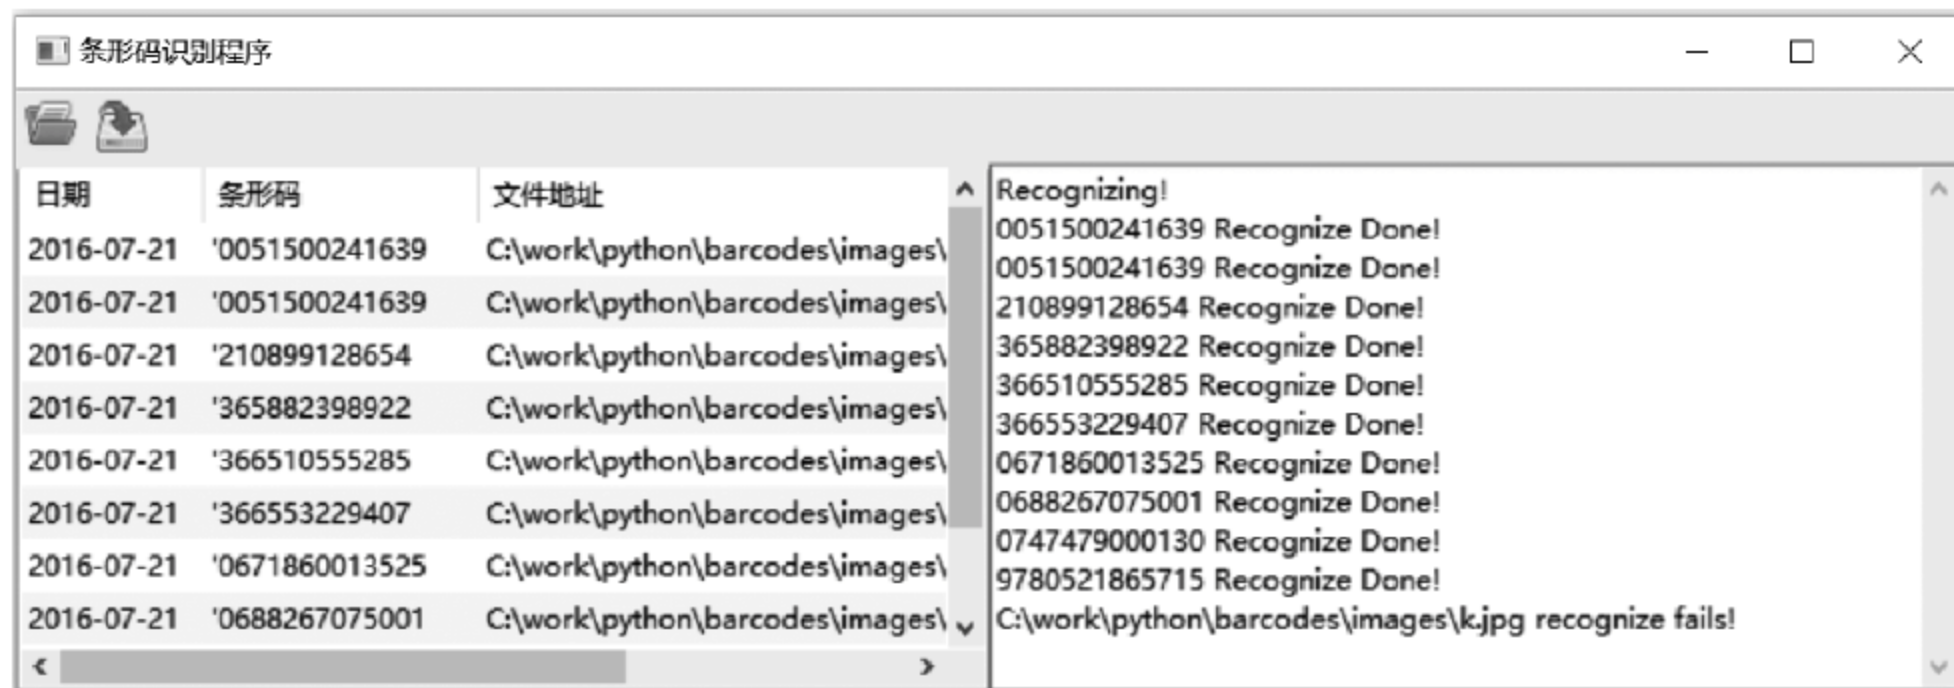 条形码识别程序
日期 条形码 文件地址
2016-07-21 '0051500241639 C:\work\python\barcodes\images\
2016-07-21 '0051500241639 C:\work\python\barcodes\images\
2016-07-21 '210899128654 C:\work\python\barcodes\images\
2016-07-21 '365882398922 C:\work\python\barcodes\images\
2016-07-21 '366510555285 C:\work\python\barcodes\images\
2016-07-21 '366553229407 C:\work\python\barcodes\images\
2016-07-21 '0671860013525 C:\work\python\barcodes\images\
2016-07-21 '0688267075001 C:\work\python\barcodes\images\
Recognizing!
0051500241639 Recognize Done!
0051500241639 Recognize Done!
210899128654 Recognize Done!
365882398922 Recognize Done!
366510555285 Recognize Done!
366553229407 Recognize Done!
0671860013525 Recognize Done!
0688267075001 Recognize Done!
0747479000130 Recognize Done!
9780521865715 Recognize Done!
C:\work\python\barcodes\images\k.jpg recognize fails!